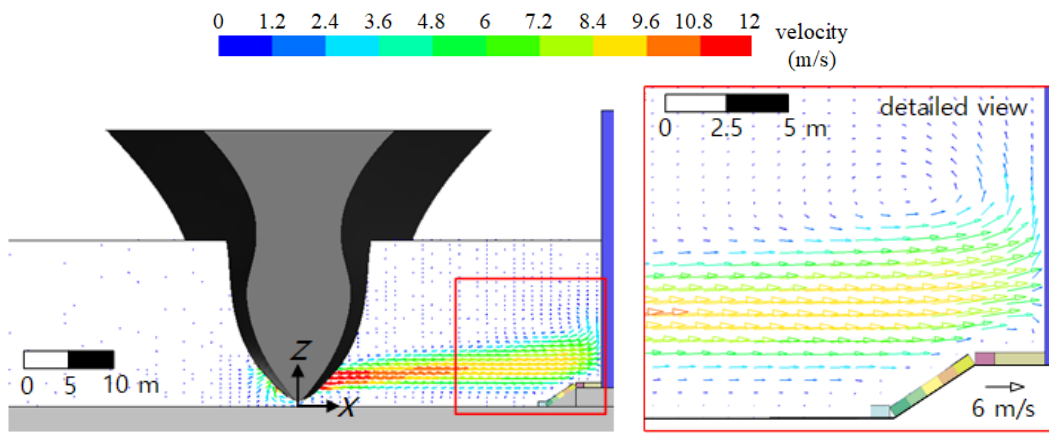 0 1.2 2.4 3.6 4.8 6 7.2 8.4 9.6 10.8 12
velocity
(m/s)
detailed view
0 2.5 5 m
Z
X
0 5 10 m
6 m/s